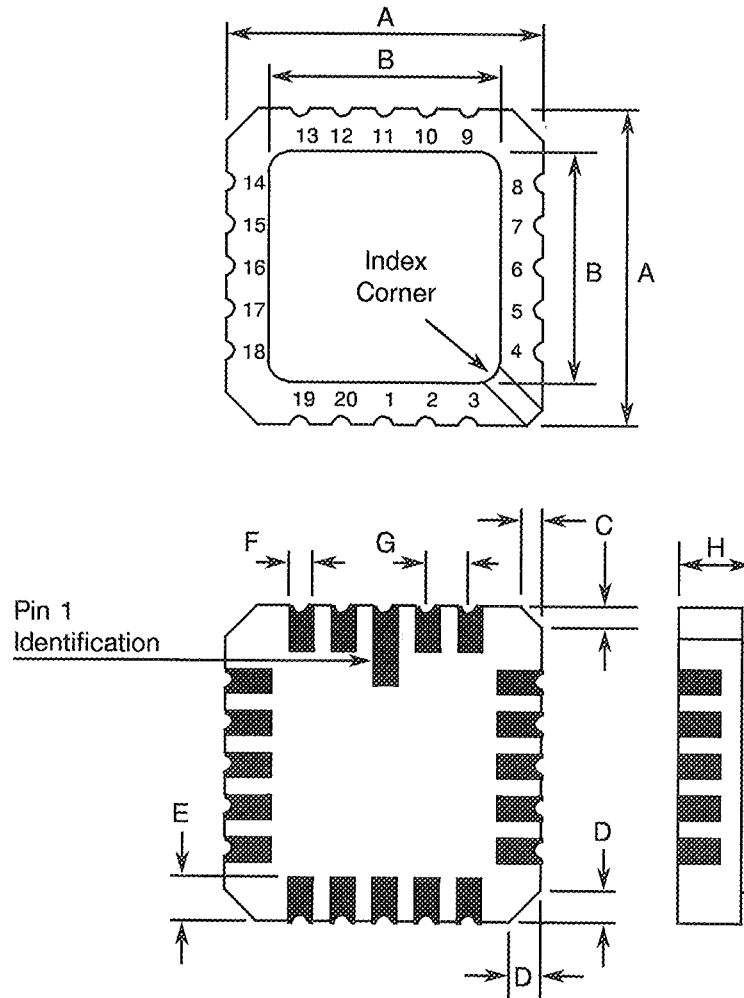 A
B
13 12 11 10 9
14 8
15 7
16 6
17 5
18 4
Index
Corner
B A
19 20 1 2 3
F G C H
Pin 1
Identification
E D
D